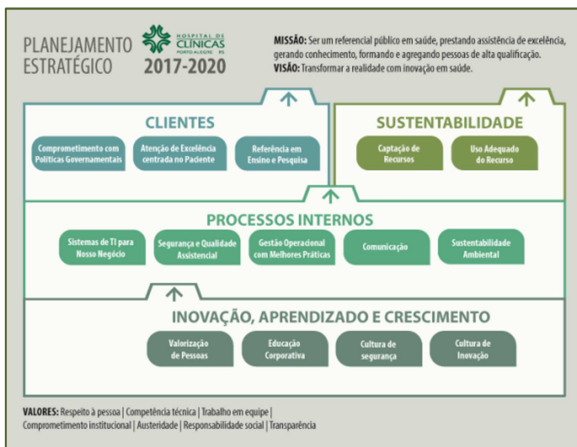 PLANEJAMENTO
ESTRATÉGICO
HOSPITAL DE
CLÍNICAS
PORTO ALEGRE RS
2017-2020
MISSÃO: Ser um referencial público em saúde, prestando assistência de excelência,
gerando conhecimento, formando e agregando pessoas de alta qualificação.
VISÃO: Transformar a realidade com inovação em saúde.
CLIENTES
Comprometimento com
Políticas Governamentais
Atenção de Excelência
centrada no Paciente
Referência em
Ensino e Pesquisa
SUSTENTABILIDADE
Captação de
Recursos
Uso Adequado
do Recurso
PROCESSOS INTERNOS
Sistemas de TI para
Nosso Negócio
Segurança e Qualidade
Assistencial
Gestão Operacional
com Melhores Práticas
Comunicação
Sustentabilidade
Ambiental
INOVAÇÃO, APRENDIZADO E CRESCIMENTO
Valorização
de Pessoas
Educação
Corporativa
Cultura de
segurança
Cultura de
Inovação
VALORES: Respeito à pessoa | Competência técnica | Trabalho em equipe |
Comprometimento institucional | Austeridade | Responsabilidade social | Transparência